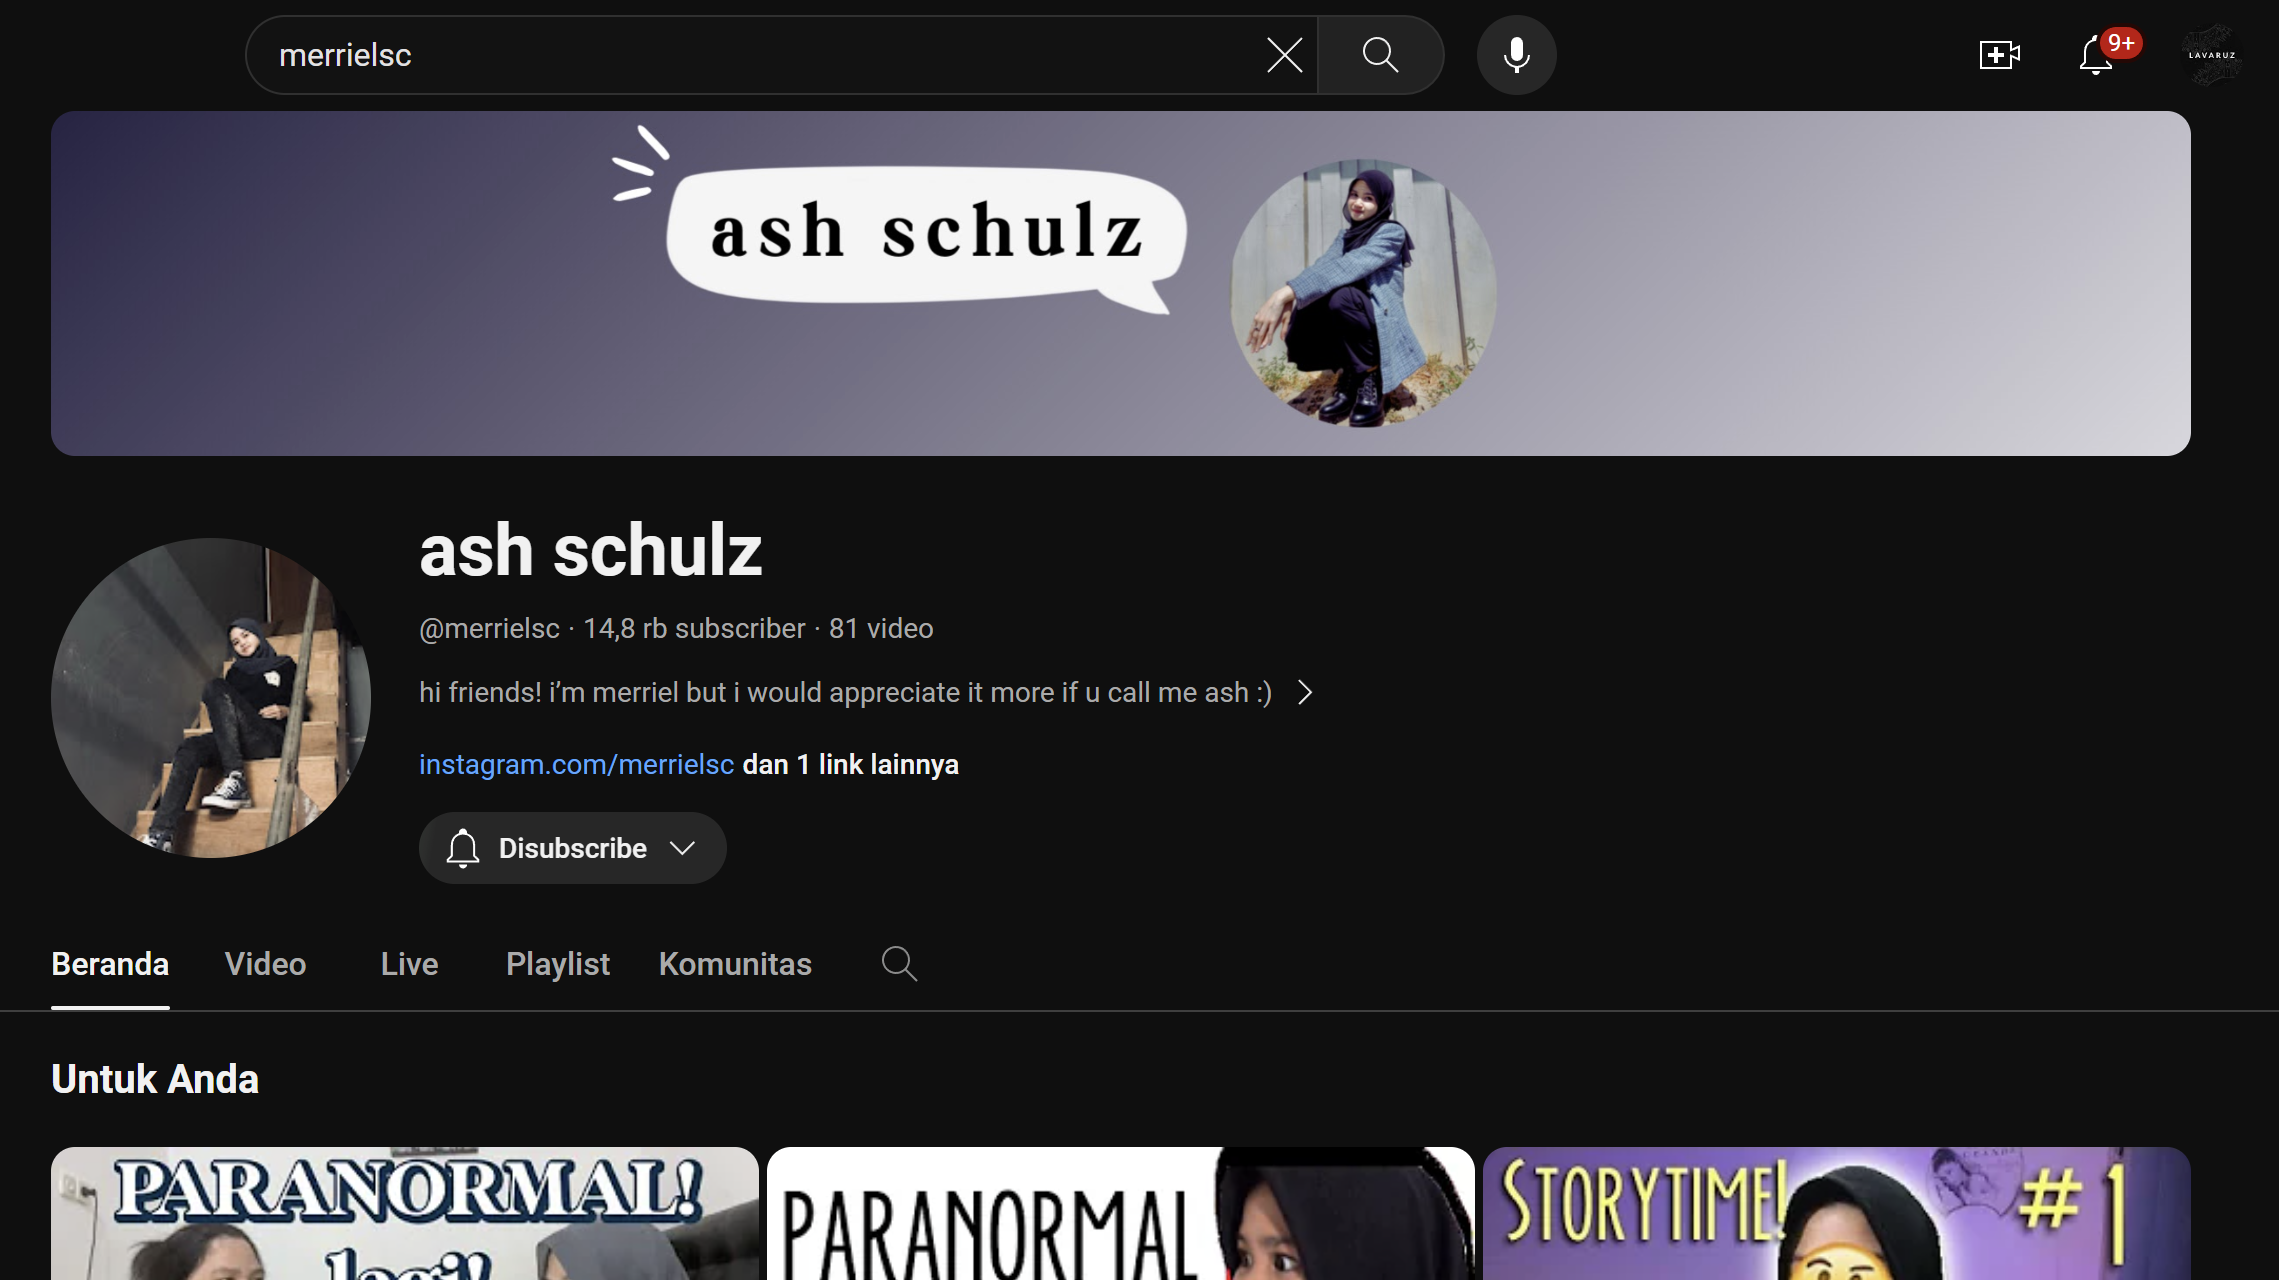 merrielsc
9+
LAVARUZ
ash schulz
ash schulz
@merrielsc · 14,8 rb subscriber · 81 video
hi friends! i’m merriel but i would appreciate it more if u call me ash :)
instagram.com/merrielsc dan 1 link lainnya
Disubscribe
Beranda Video Live Playlist Komunitas
Untuk Anda
PARANORMAL!
lagi!
PARANORMAL
STORYTIME! #1